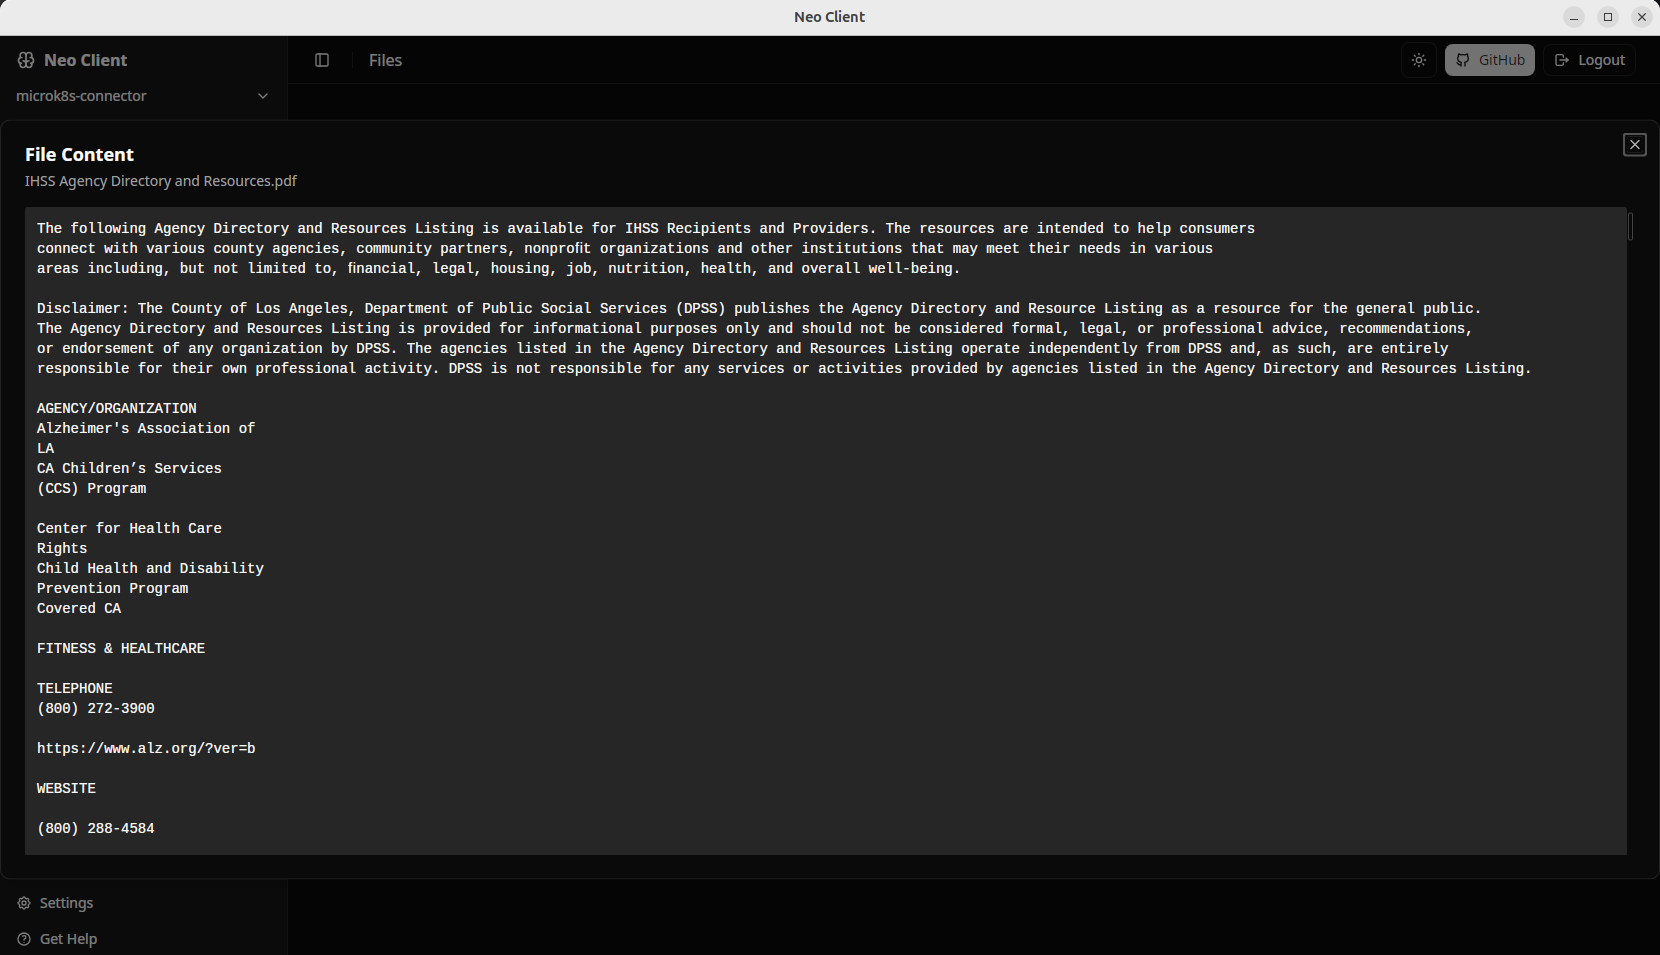 Neo Client
Neo Client
Files
GitHub
Logout
microk8s-connector
File Content
IHSS Agency Directory and Resources.pdf
The following Agency Directory and Resources Listing is available for IHSS Recipients and Providers. The resources are intended to help consumers
connect with various county agencies, community partners, nonprofit organizations and other institutions that may meet their needs in various
areas including, but not limited to, financial, legal, housing, job, nutrition, health, and overall well-being.
Disclaimer: The County of Los Angeles, Department of Public Social Services (DPSS) publishes the Agency Directory and Resource Listing as a resource for the general public.
The Agency Directory and Resources Listing is provided for informational purposes only and should not be considered formal, legal, or professional advice, recommendations,
or endorsement of any organization by DPSS. The agencies listed in the Agency Directory and Resources Listing operate independently from DPSS and, as such, are entirely
responsible for their own professional activity. DPSS is not responsible for any services or activities provided by agencies listed in the Agency Directory and Resources Listing.
AGENCY/ORGANIZATION
Alzheimer's Association of
LA
CA Children’s Services
(CCS) Program
Center for Health Care
Rights
Child Health and Disability
Prevention Program
Covered CA
FITNESS & HEALTHCARE
TELEPHONE
(800) 272-3900
https://www.alz.org/?ver=b
WEBSITE
(800) 288-4584
Settings
Get Help